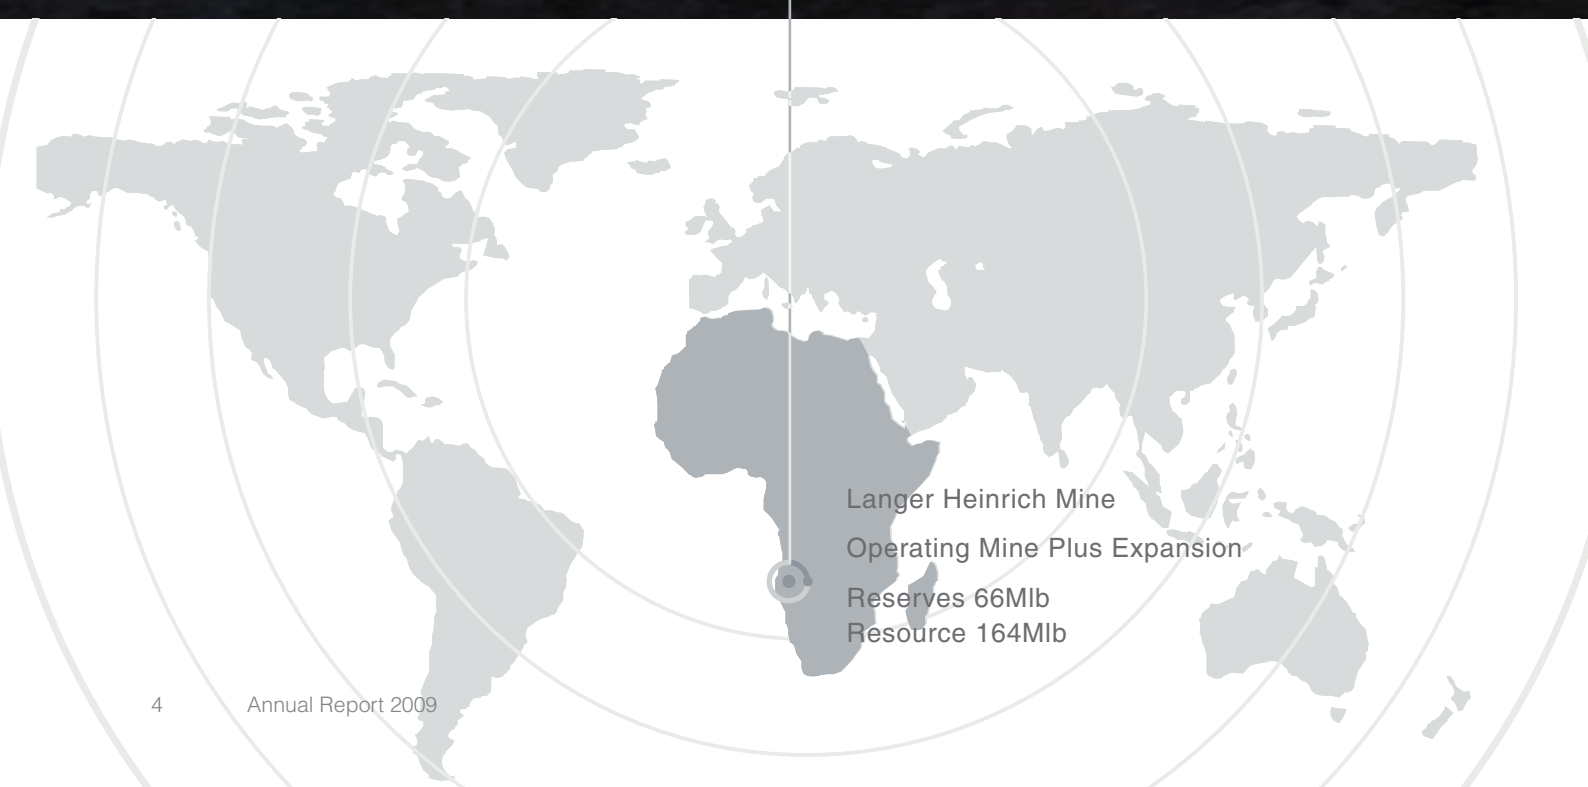 Langer Heinrich Mine
Operating Mine Plus Expansion
Reserves 66Mlb
Resource 164Mlb
4 Annual Report 2009